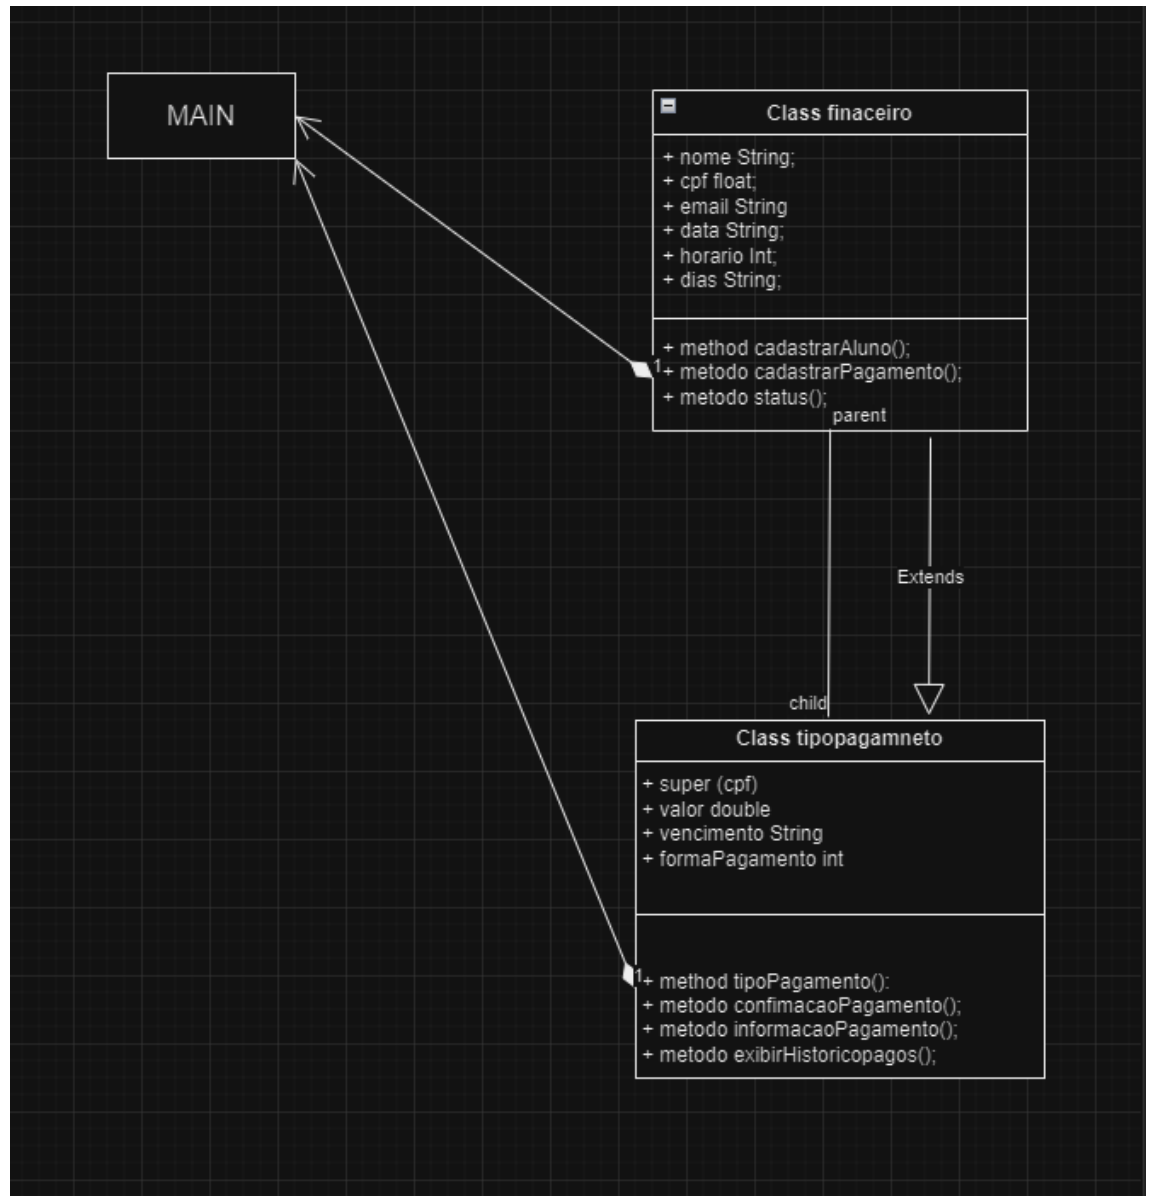 MAIN
Class finaceiro
+ nome String;
+ cpf float;
+ email String
+ data String;
+ horario Int;
+ dias String;
+ method cadastrarAluno();
1
+ metodo cadastrarPagamento();
+ metodo status();
parent
Extends
child
Class tipopagamneto
+ super (cpf)
+ valor double
+ vencimento String
+ formaPagamento int
1
+ method tipoPagamento():
+ metodo confimacaoPagamento();
+ metodo informacaoPagamento();
+ metodo exibirHistoricopagos();